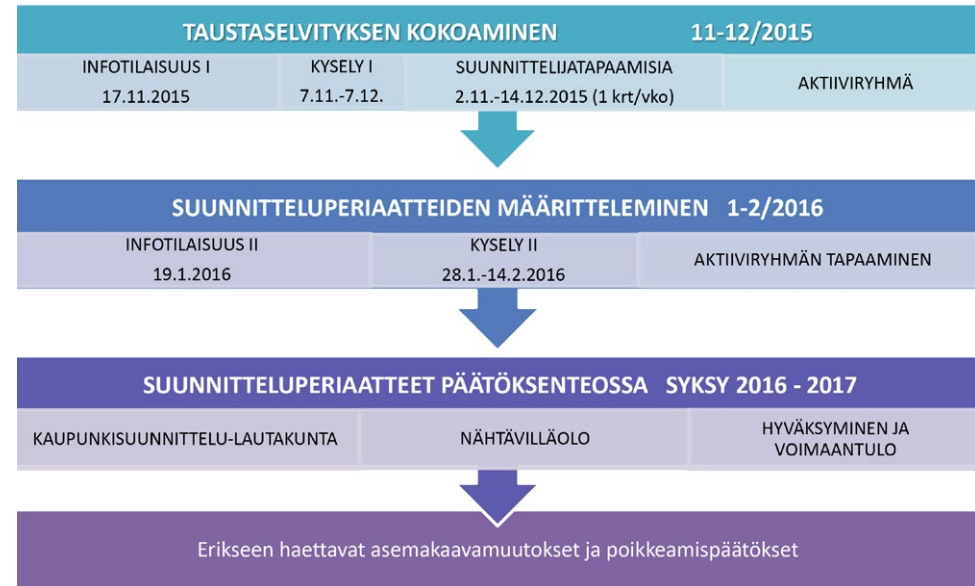 TAUSTASELVITYKSEN KOKOAMINEN 11-12/2015
INFOTILAISUUS I
17.11.2015
KYSELY I
7.11.-7.12.
SUUNNITTELIJATAPAAMISIA
2.11.-14.12.2015 (1 krt/vko)
AKTIIVIRYHMÄ
SUUNNITTELUPERIAATTEIDEN MÄÄRITTELEMINEN 1-2/2016
INFOTILAISUUS II
19.1.2016
KYSELY II
28.1.-14.2.2016
AKTIIVIRYHMÄN TAPAAMINEN
SUUNNITTELUPERIAATTEET PÄÄTÖKSENTEOSSA SYKSY 2016 - 2017
KAUPUNKISUUNNITTELU-LAUTAKUNTA
NÄHTÄVILLÄOLO
HYVÄKSYMINEN JA
VOIMAANTULO
Erikseen haettavat asemakaavamuutokset ja poikkeamispäätökset